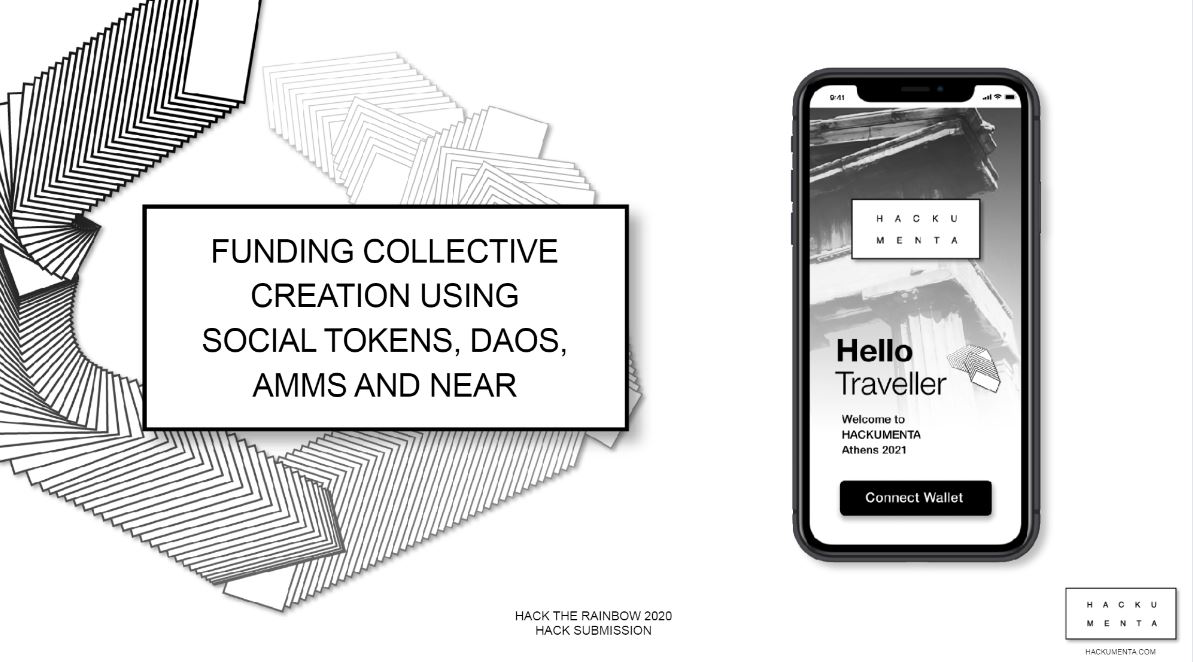 FUNDING COLLECTIVE
CREATION USING
SOCIAL TOKENS, DAOS,
AMMS AND NEAR
9:41
H A C K U
M E N T A
Hello
Traveller
Welcome to
HACKUMENTA
Athens 2021
Connect Wallet
HACK THE RAINBOW 2020
HACK SUBMISSION
H A C K U
M E N T A
HACKUMENTA.COM